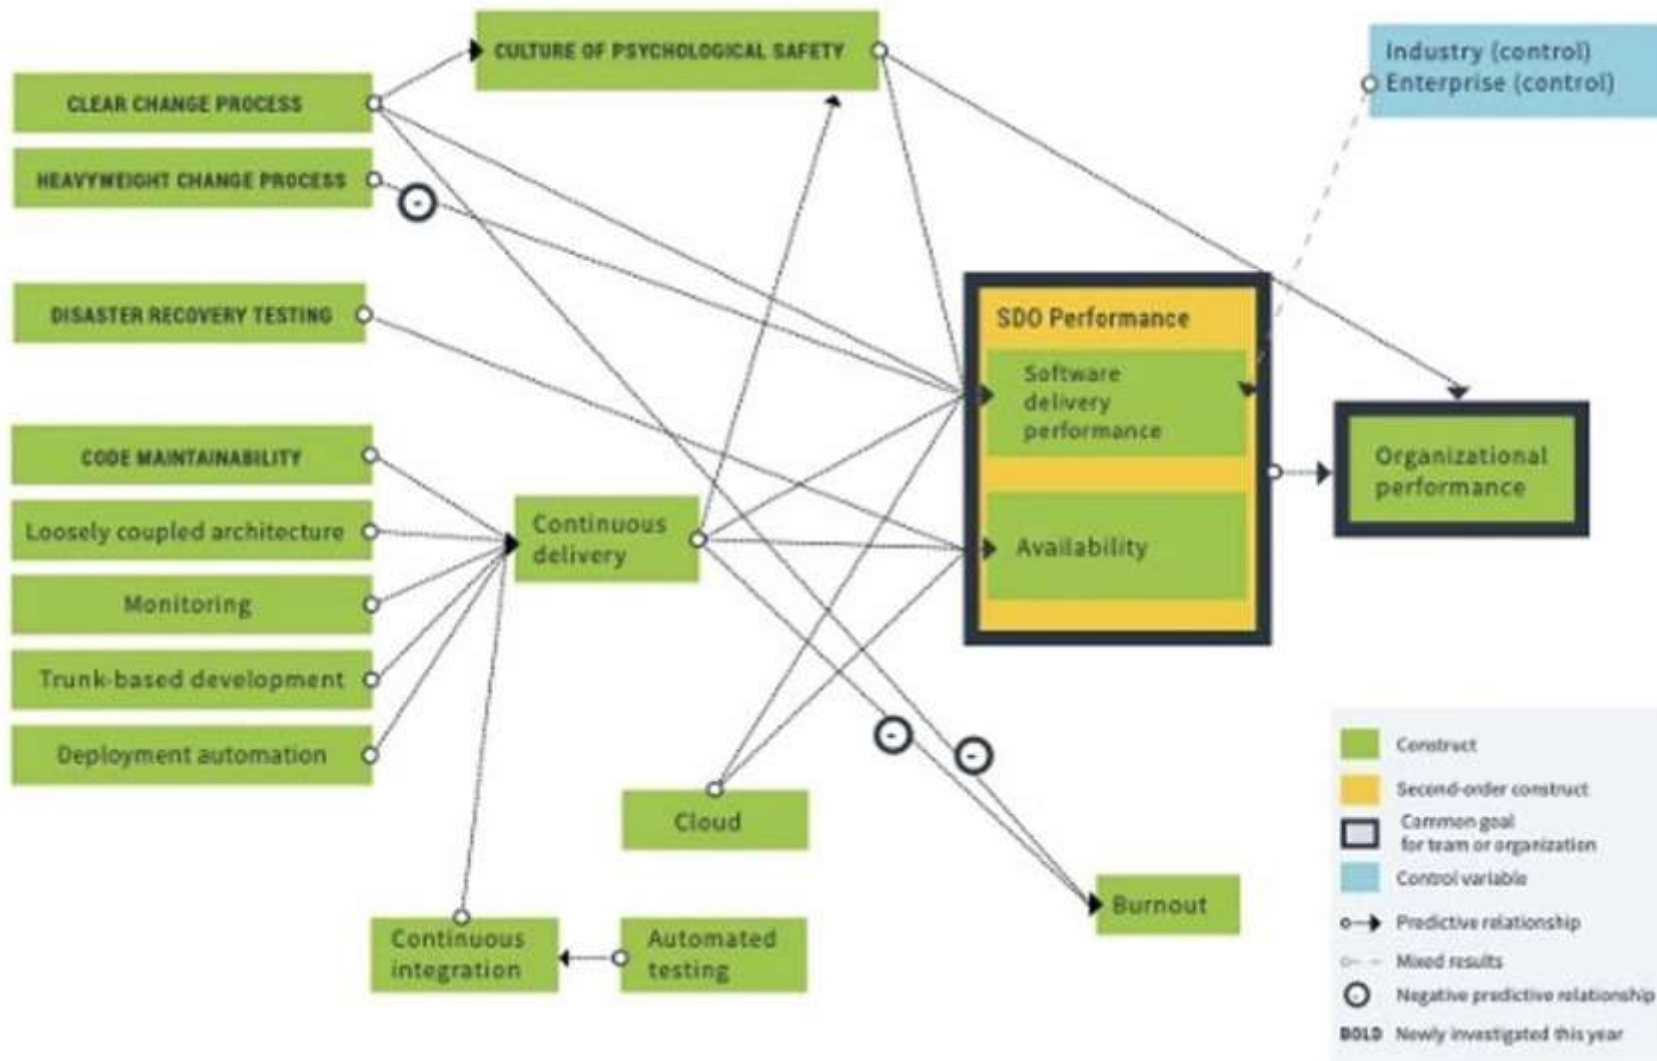 CULTURE OF PSYCHOLOGICAL SAFETY
Industry (control)
Enterprise (control)
CLEAR CHANGE PROCESS
HEAVYWEIGHT CHANGE PROCESS
-
DISASTER RECOVERY TESTING
SDO Performance
Software
delivery
performance
Availability
Organizational
performance
CODE MAINTAINABILITY
Loosely coupled architecture
Monitoring
Trunk-based development
Deployment automation
Continuous
delivery
-
-
Cloud
Burnout
Continuous
integration
Automated
testing
Construct
Second-order construct
Common goal
for team or organization
Control variable
Predictive relationship
Mixed results
- Negative predictive relationship
BOLD Newly investigated this year